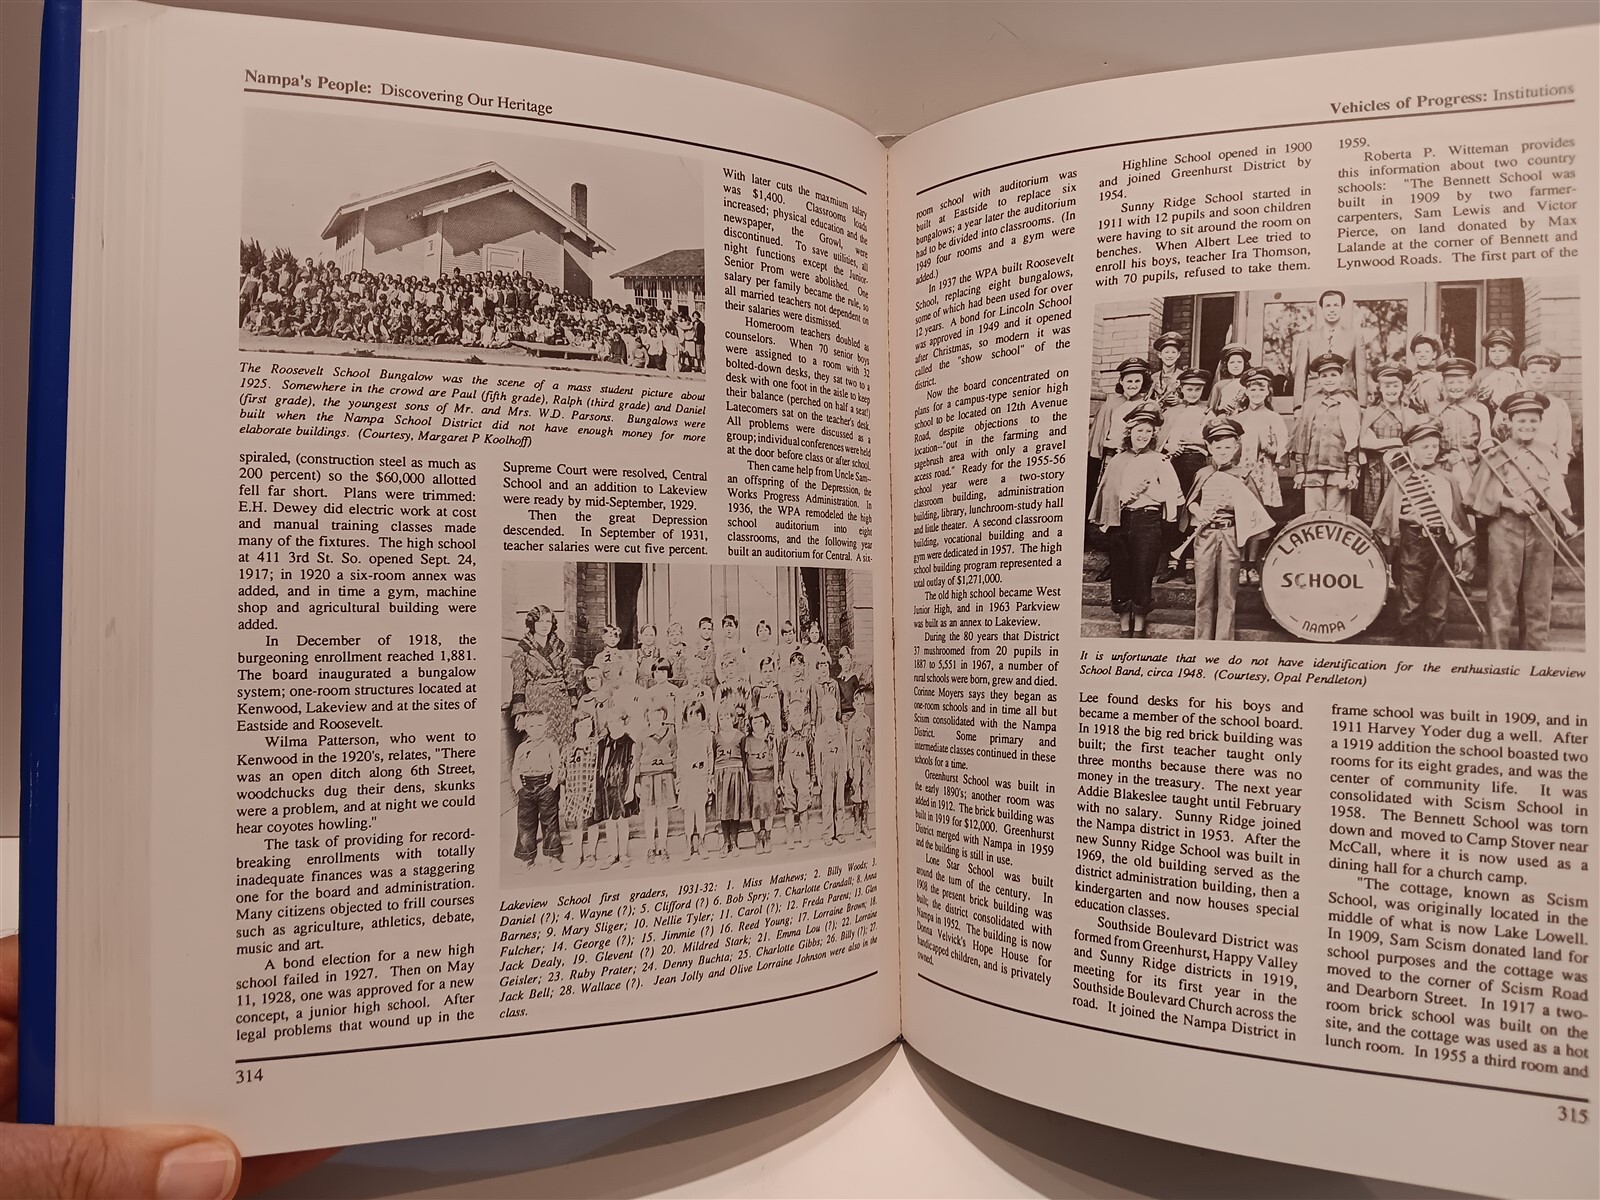 Nampa's People: Discovering Our Heritage
The Roosevelt School Bungalow was the scene of a mass student picture about
1925. Somewhere in the crowd are Paul (fifth grade), Ralph (third grade) and Daniel
(first grade), the youngest sons of Mr. and Mrs. W.D. Parsons. Bungalows were
built when the Nampa School District did not have enough money for more
elaborate buildings. (Courtesy, Margaret P Koolhoff)
spiraled, (construction steel as much as
200 percent) so the $60,000 allotted
fell far short. Plans were trimmed:
E.H. Dewey did electric work at cost
and manual training classes made
many of the fixtures. The high school
at 411 3rd St. So. opened Sept. 24,
1917; in 1920 a six-room annex was
added, and in time a gym, machine
shop and agricultural building were
added.
In December of 1918, the
burgeoning enrollment reached 1,881.
The board inaugurated a bungalow
system; one-room structures located at
Kenwood, Lakeview and at the sites of
Eastside and Roosevelt.
Wilma Patterson, who went to
Kenwood in the 1920's, relates, "There
was an open ditch along 6th Street,
woodchucks dug their dens, skunks
were a problem, and at night we could
hear coyotes howling."
The task of providing for record-
breaking enrollments with totally
inadequate finances was a staggering
one for the board and administration.
Many citizens objected to frill courses
such as agriculture, athletics, debate,
music and art.
A bond election for a new high
school failed in 1927. Then on May
11, 1928, one was approved for a new
concept, a junior high school. After
legal problems that wound up in the
Supreme Court were resolved, Central
School and an addition to Lakeview
were ready by mid-September, 1929.
Then the great Depression
descended. In September of 1931,
teacher salaries were cut five percent.
With later cuts the maxmium salary
was $1,400. Classrooms loads
increased; physical education and the
newspaper, the Growl, were
discontinued. To save utilities, all
night functions except the Junior-
Senior Prom were abolished. One
salary per family became the rule, so
all married teachers not dependent on
their salaries were dismissed.
Homeroom teachers doubled as
counselors. When 70 senior boys
were assigned to a room with 32
bolted-down desks, they sat two to a
desk with one foot in the aisle to keep
their balance (perched on half a seat!)
Latecomers sat on the teacher's desk.
All problems were discussed as a
group; individual conferences were held
at the door before class or after school.
Then came help from Uncle Sam--
an offspring of the Depression, the
Works Progress Administration. In
1936, the WPA remodeled the high
school auditorium into eight
classrooms, and the following year
built an auditorium for Central. A six-
Lakeview School first graders, 1931-32: 1. Miss Mathews; 2. Billy Woods; 3.
Daniel (?); 4. Wayne (?); 5. Clifford (?) 6. Bob Spry; 7. Charlotte Crandall; 8. Anna
Barnes; 9. Mary Sliger; 10. Nellie Tyler; 11. Carol (?); 12. Freda Paren; 13. Glen
Fulcher; 14. George (?); 15. Jimmie (?); 16. Reed Young; 17. Lorraine Brown; 18.
Jack Dealy, 19. Glevent (?) 20. Mildred Stark; 21. Emma Lou (?); 22. Lorraine
Geisler; 23. Ruby Prater; 24. Denny Buchta; 25. Charlotte Gibbs; 26. Billy (?); 27.
Jack Bell; 28. Wallace (?). Jean Jolly and Olive Lorraine Johnson were also in the
class.
314
Vehicles of Progress: Institutions
room school with auditorium was
built at Eastside to replace six
bungalows; a year later the auditorium
had to be divided into classrooms. (In
1949 four rooms and a gym were
added.)
In 1937 the WPA built Roosevelt
School, replacing eight bungalows,
some of which had been used for over
12 years. A bond for Lincoln School
was approved in 1949 and it opened
after Christmas, so modern it was
called the "show school" of the
district.
Now the board concentrated on
plans for a campus-type senior high
school to be located on 12th Avenue
Road, despite objections to the
location--"out in the farming and
sagebrush area with only a gravel
access road." Ready for the 1955-56
school year were a two-story
classroom building, administration
building, library, lunchroom-study hall
and little theater. A second classroom
building, vocational building and a
gym were dedicated in 1957. The high
school building program represented a
total outlay of $1,271,000.
The old high school became West
Junior High, and in 1963 Parkview
was built as an annex to Lakeview.
During the 80 years that District
37 mushroomed from 20 pupils in
1887 to 5,551 in 1967, a number of
rural schools were born, grew and died.
Corinne Moyers says they began as
one-room schools and in time all but
Scism consolidated with the Nampa
District. Some primary and
intermediate classes continued in these
schools for a time.
Greenhurst School was built in
the early 1890's; another room was
added in 1912. The brick building was
built in 1919 for $12,000. Greenhurst
District merged with Nampa in 1959
and the building is still in use.
Lone Star School was built
around the turn of the century. In
1908 the present brick building was
built; the district consolidated with
Nampa in 1952. The building is now
Donna Velvick's Hope House for
handicapped children, and is privately
owned.
Highline School opened in 1900
and joined Greenhurst District by
1954.
Sunny Ridge School started in
1911 with 12 pupils and soon children
were having to sit around the room on
benches. When Albert Lee tried to
enroll his boys, teacher Ira Thomson,
with 70 pupils, refused to take them.
1959.
Roberta P. Witteman provides
this information about two country
schools: "The Bennett School was
built in 1909 by two farmer-
carpenters, Sam Lewis and Victor
Pierce, on land donated by Max
Lalande at the corner of Bennett and
Lynwood Roads. The first part of the
LAKEVIEW
SCHOOL
NAMPA
It is unfortunate that we do not have identification for the enthusiastic Lakeview
School Band, circa 1948. (Courtesy, Opal Pendleton)
Lee found desks for his boys and
became a member of the school board.
In 1918 the big red brick building was
built; the first teacher taught only
three months because there was no
money in the treasury. The next year
Addie Blakeslee taught until February
with no salary. Sunny Ridge joined
the Nampa district in 1953. After the
new Sunny Ridge School was built in
1969, the old building served as the
district administration building, then a
kindergarten and now houses special
education classes.
Southside Boulevard District was
formed from Greenhurst, Happy Valley
and Sunny Ridge districts in 1919,
meeting for its first year in the
Southside Boulevard Church across the
road. It joined the Nampa District in
frame school was built in 1909, and in
1911 Harvey Yoder dug a well. After
a 1919 addition the school boasted two
rooms for its eight grades, and was the
center of community life. It was
consolidated with Scism School in
1958. The Bennett School was torn
down and moved to Camp Stover near
McCall, where it is now used as a
dining hall for a church camp.
"The cottage, known as Scism
School, was originally located in the
middle of what is now Lake Lowell.
In 1909, Sam Scism donated land for
school purposes and the cottage was
moved to the corner of Scism Road
and Dearborn Street. In 1917 a two-
room brick school was built on the
site, and the cottage was used as a hot
lunch room. In 1955 a third room and
315